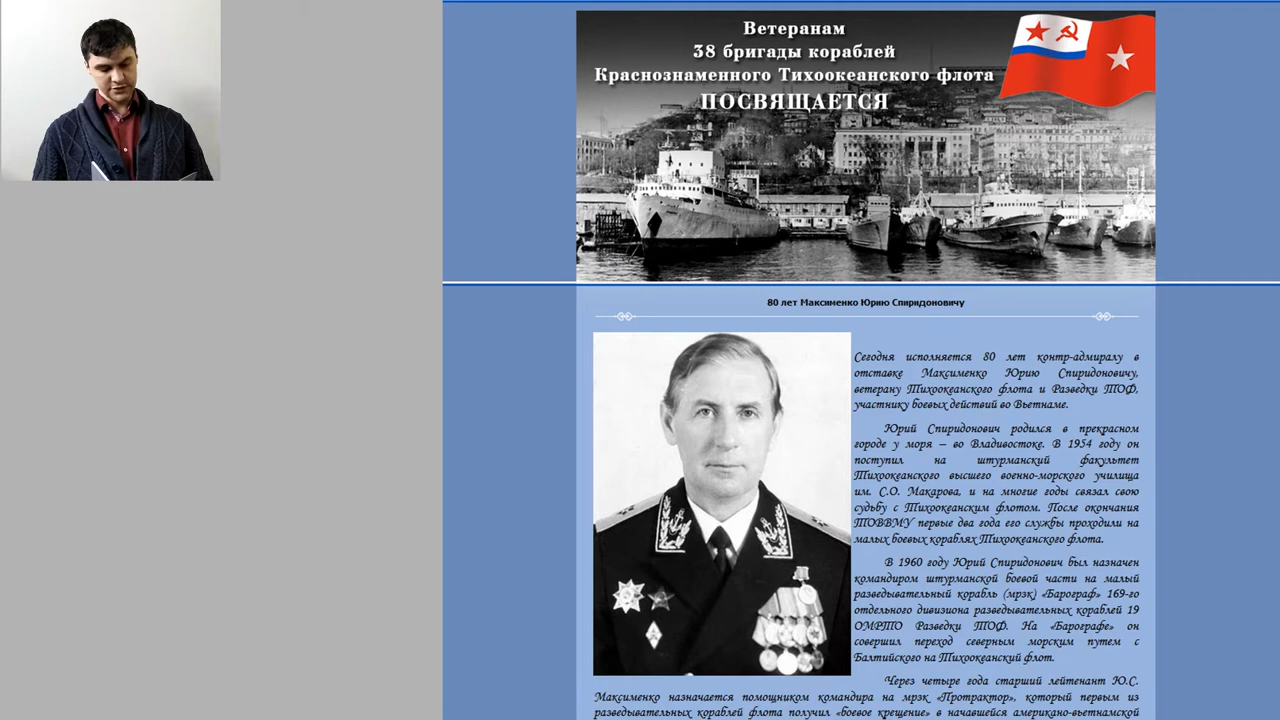 Ветеранам
38 бригады кораблей
Краснознаменного Тихоокеанского флота
ПОСВЯЩАЕТСЯ
80 лет Максименко Юрию Спиридоновичу
Сегодня исполняется 80 лет контр-адмиралу в
отставке Максименко Юрию Спиридоновичу,
ветерану Тихоокеанского флота и Разведки ТОФ,
участнику боевых действий во Вьетнаме.
Юрий Спиридонович родился в прекрасном
городе у моря – во Владивостоке. В 1954 году он
поступил на штурманский факультет
Тихоокеанского высшего военно-морского училища
им. С.О. Макарова, и на многие годы связал свою
судьбу с Тихоокеанским флотом. После окончания
ТОВВМУ первые два года его службы проходили на
малых боевых кораблях Тихоокеанского флота.
В 1960 году Юрий Спиридонович был назначен
командиром штурманской боевой части на малый
разведывательный корабль (мрзк) «Барограф» 169-го
отдельного дивизиона разведывательных кораблей 19
ОМРТО Разведки ТОФ. На «Барографе» он
совершил переход северным морским путем с
Балтийского на Тихоокеанский флот.
Через четыре года старший лейтенант Ю.С.
Максименко назначается помощником командира на мрзк «Протрактор», который первым из
разведывательных кораблей флота получил «боевое крещение» в начавшейся американо-вьетнамской